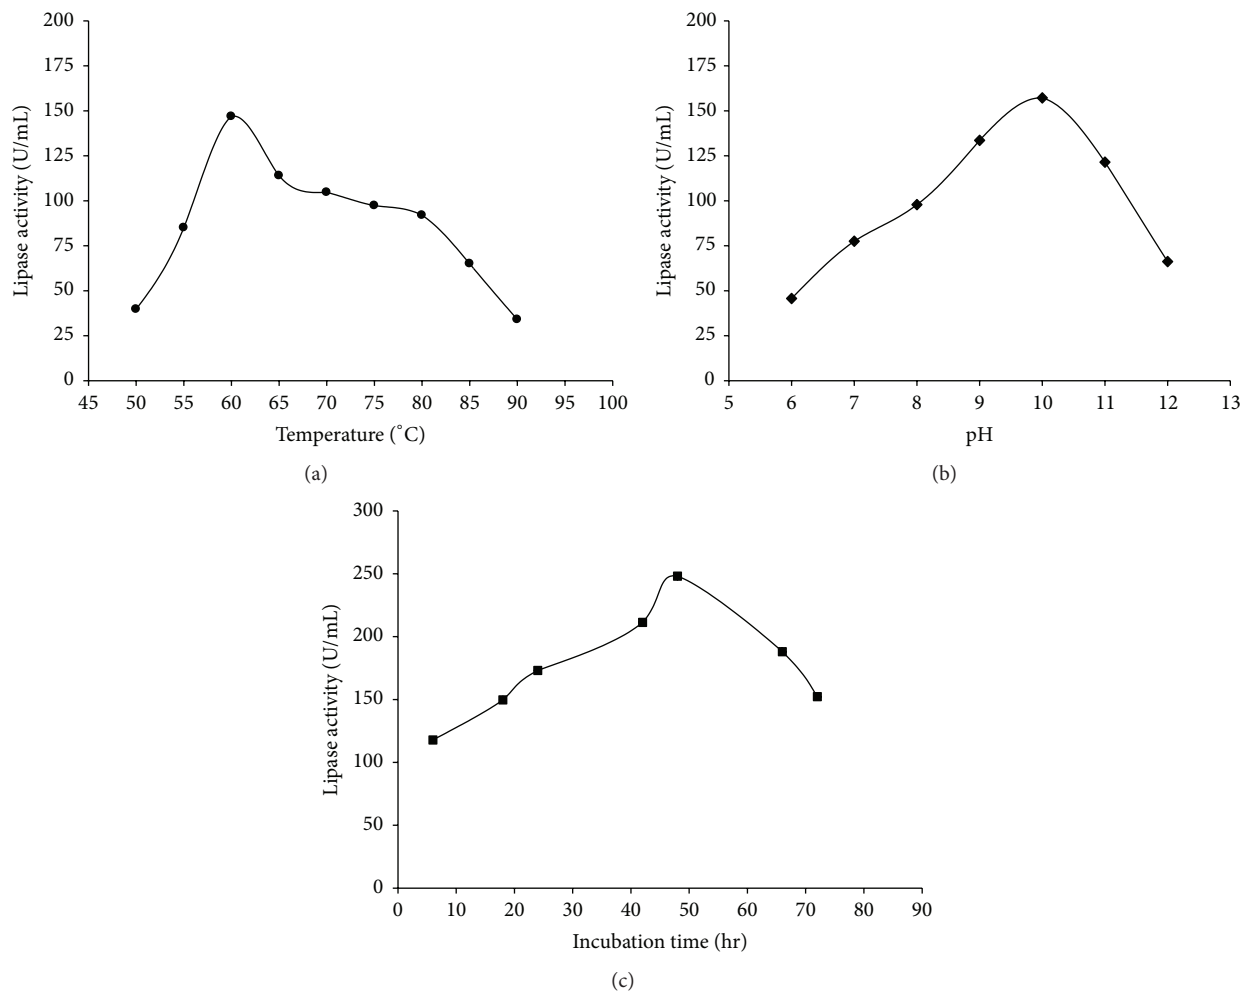 200
175
150
125
100
75
50
25
0
Lipase activity (U/mL)
45 50 55 60 65 70 75 80 85 90 95 100
Temperature (°C)
(a)
200
175
150
125
100
75
50
25
0
Lipase activity (U/mL)
5 6 7 8 9 10 11 12 13
pH
(b)
300
250
200
150
100
50
0
Lipase activity (U/mL)
0 10 20 30 40 50 60 70 80 90
Incubation time (hr)
(c)